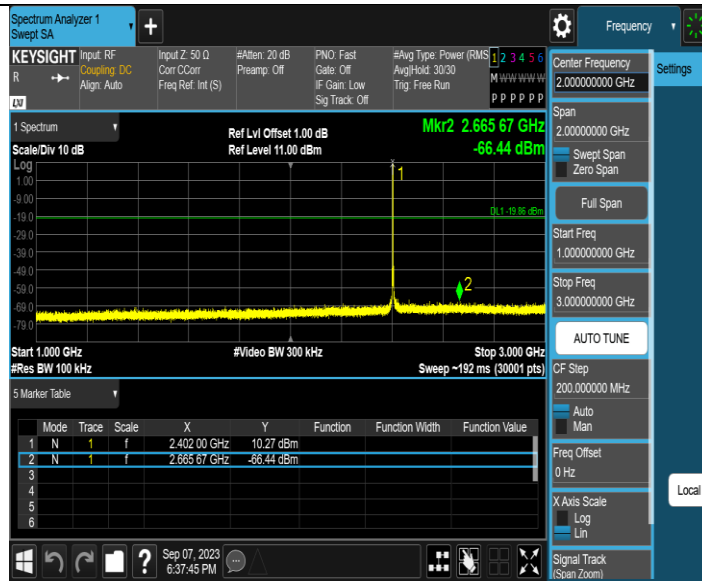 Spectrum Analyzer 1
Swept SA
Frequency
KEYSIGHT
R
LXI
Input: RF
Coupling: DC
Align: Auto
Input Z: 50 Ω
Corr CCorr
Freq Ref: Int (S)
#Atten: 20 dB
Preamp: Off
PNO: Fast
Gate: Off
IF Gain: Low
Sig Track: Off
#Avg Type: Power (RMS
Avg|Hold: 30/30
Trig: Free Run
1 2 3 4 5 6
M W W W W W
P P P P P P
1 Spectrum
Scale/Div 10 dB
Ref Lvl Offset 1.00 dB
Ref Level 11.00 dBm
Mkr2 2.665 67 GHz
-66.44 dBm
Log
1.00
-9.00
-19.0
-29.0
-39.0
-49.0
-59.0
-69.0
-79.0
1
DL1 -19.86 dBm
2
Start 1.000 GHz
#Video BW 300 kHz
Stop 3.000 GHz
#Res BW 100 kHz
Sweep ~192 ms (30001 pts)
5 Marker Table
Mode Trace Scale X Y Function Function Width Function Value
1 N 1 f 2.402 00 GHz 10.27 dBm
2 N 1 f 2.665 67 GHz -66.44 dBm
3
4
5
6
Sep 07, 2023
6:37:45 PM
Center Frequency
2.000000000 GHz
Settings
Span
2.00000000 GHz
Swept Span
Zero Span
Full Span
Start Freq
1.000000000 GHz
Stop Freq
3.000000000 GHz
AUTO TUNE
CF Step
200.000000 MHz
Auto
Man
Freq Offset
0 Hz
X Axis Scale
Log
Lin
Local
Signal Track
(Span Zoom)